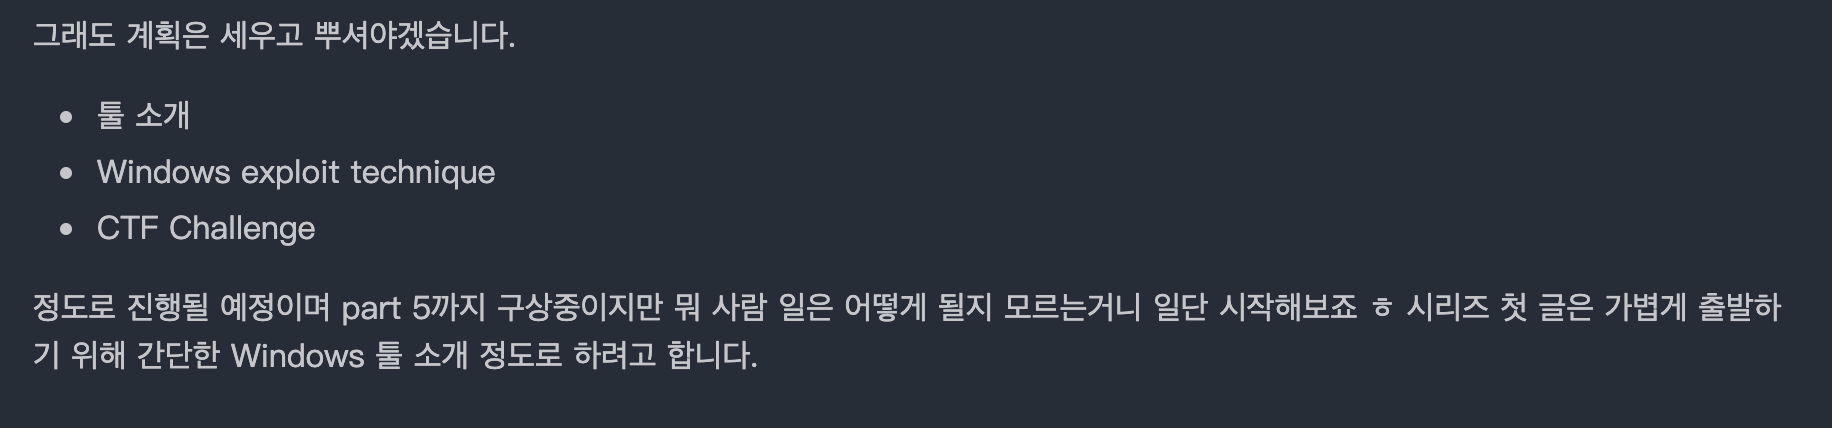 그래도 계획은 세우고 뿌셔야겠습니다.
• 툴 소개
• Windows exploit technique
• CTF Challenge
정도로 진행될 예정이며 part 5까지 구상중이지만 뭐 사람 일은 어떻게 될지 모르는거니 일단 시작해보죠 ㅎ 시리즈 첫 글은 가볍게 출발하
기 위해 간단한 Windows 툴 소개 정도로 하려고 합니다.